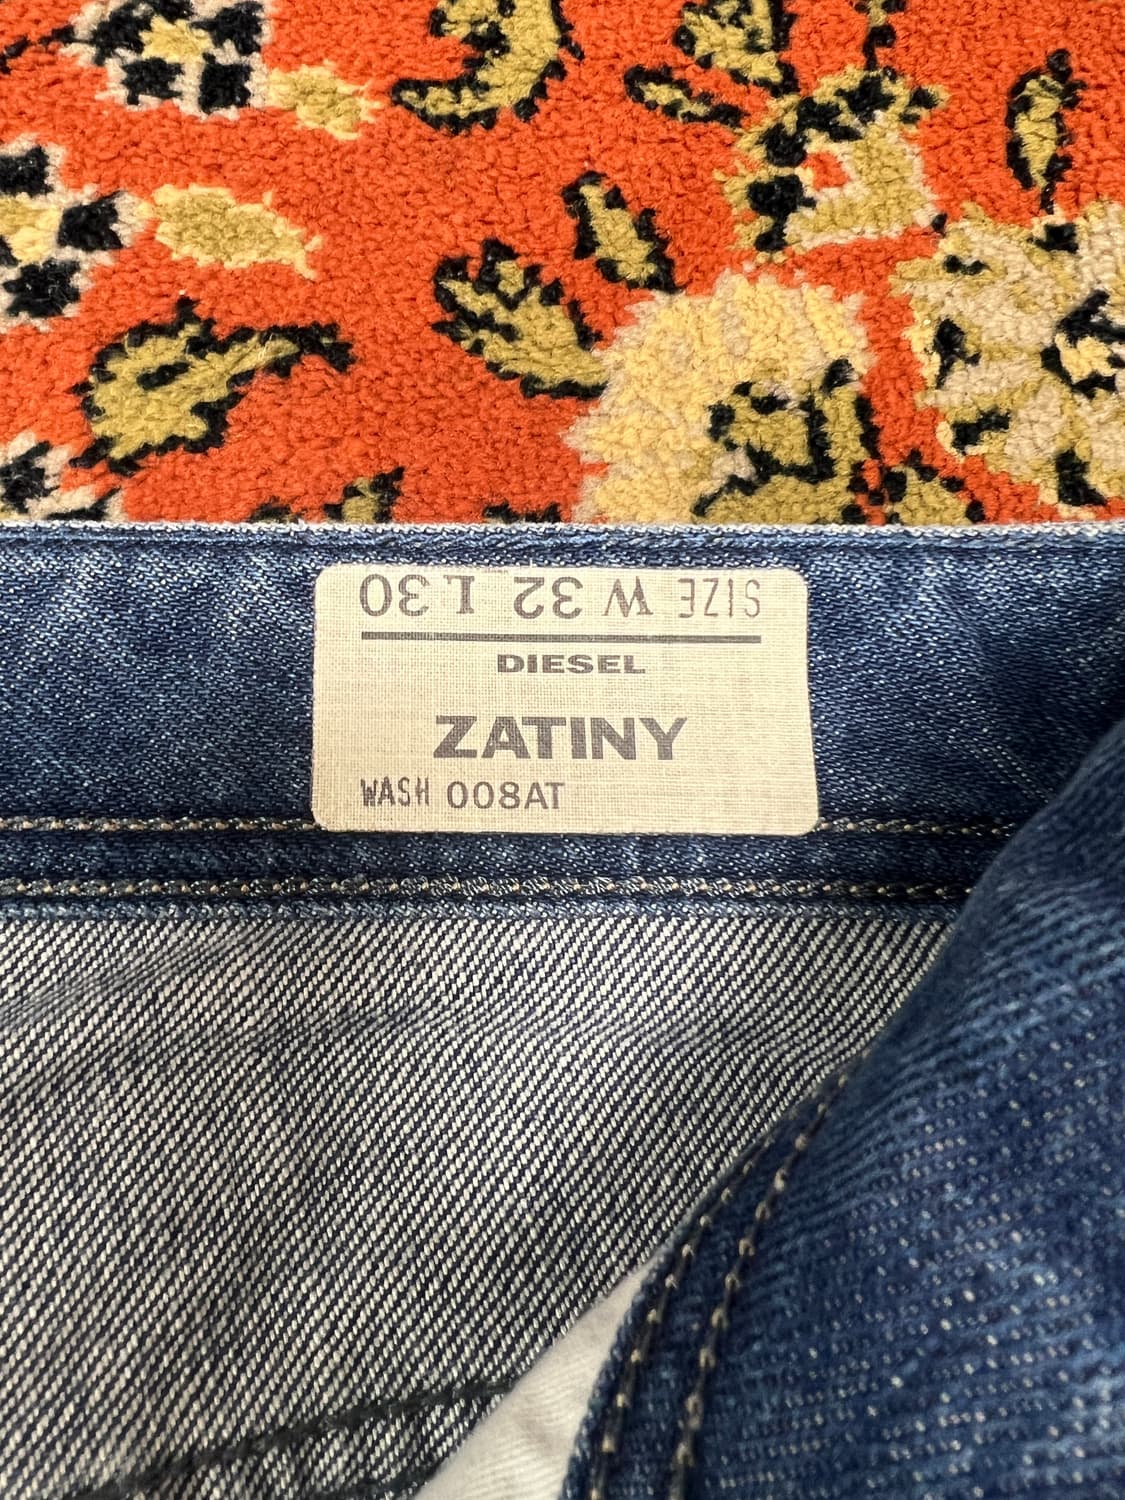 SIZE W 32 L 30
DIESEL
ZATINY
WASH 008AT